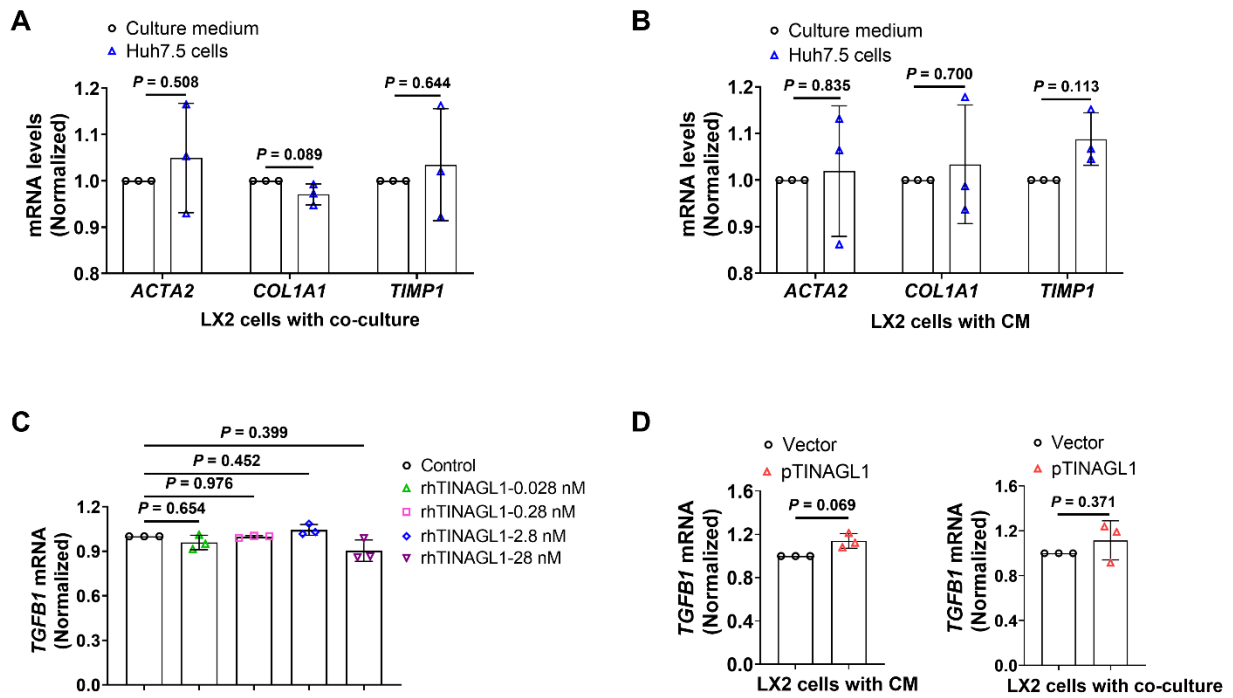 A
Culture medium
Huh7.5 cells
P = 0.508
P = 0.089
P = 0.644
mRNA levels
(Normalized)
1.2
1.1
1.0
0.9
0.8
ACTA2
COL1A1
TIMP1
LX2 cells with co-culture
B
Culture medium
Huh7.5 cells
P = 0.835
P = 0.700
P = 0.113
mRNA levels
(Normalized)
1.2
1.1
1.0
0.9
0.8
ACTA2
COL1A1
TIMP1
LX2 cells with CM
C
P = 0.399
P = 0.452
P = 0.976
P = 0.654
Control
rhTINAGL1-0.028 nM
rhTINAGL1-0.28 nM
rhTINAGL1-2.8 nM
rhTINAGL1-28 nM
TGFB1 mRNA
(Normalized)
1.2
0.9
0.6
0.3
0.0
D
Vector
pTINAGL1
P = 0.069
TGFB1 mRNA
(Normalized)
1.6
1.2
0.8
0.4
0.0
LX2 cells with CM
Vector
pTINAGL1
P = 0.371
TGFB1 mRNA
(Normalized)
1.6
1.2
0.8
0.4
0.0
LX2 cells with co-culture